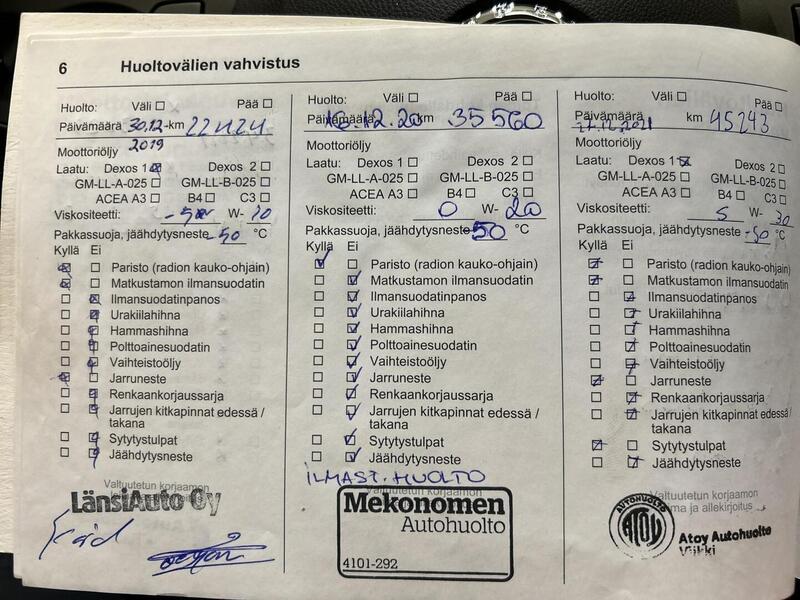 6 Huoltovälien vahvistus
Huolto: Väli Pää
Päivämäärä 30.12- km 22424
2019
Moottoriöljy
Laatu: Dexos 1 Dexos 2
GM-LL-A-025 GM-LL-B-025
ACEA A3 B4 C3
Viskositeetti: W-
Pakkassuoja, jäähdytysneste -50 °C
Kyllä Ei
Paristo (radion kauko-ohjain)
Matkustamon ilmansuodatin
Ilmansuodatinpanos
Urakiilahihna
Hammashihna
Polttoainesuodatin
Vaihteistoöljy
Jarruneste
Renkaankorjaussarja
Jarrujen kitkapinnat edessä /
takana
Sytytystulpat
Jäähdytysneste
Valtuutetun korjaamon
LänsiAuto Oy
Huolto: Väli Pää
Päivämäärä 16.12.20 km 35560
Moottoriöljy
Laatu: Dexos 1 Dexos 2
GM-LL-A-025 GM-LL-B-025
ACEA A3 B4 C3
Viskositeetti: 0 W- 20
Pakkassuoja, jäähdytysneste 50 °C
Kyllä Ei
Paristo (radion kauko-ohjain)
Matkustamon ilmansuodatin
Ilmansuodatinpanos
Urakiilahihna
Hammashihna
Polttoainesuodatin
Vaihteistoöljy
Jarruneste
Renkaankorjaussarja
Jarrujen kitkapinnat edessä /
takana
Sytytystulpat
Jäähdytysneste
ILMAST. HUOLTO
Mekonomen
Autohuolto
4101-292
Huolto: Väli Pää
Päivämäärä km 45243
Moottoriöljy
Laatu: Dexos 1 Dexos 2
GM-LL-A-025 GM-LL-B-025
ACEA A3 B4 C3
Viskositeetti: 5 W- 30
Pakkassuoja, jäähdytysneste -50 °C
Kyllä Ei
Paristo (radion kauko-ohjain)
Matkustamon ilmansuodatin
Ilmansuodatinpanos
Urakiilahihna
Hammashihna
Polttoainesuodatin
Vaihteistoöljy
Jarruneste
Renkaankorjaussarja
Jarrujen kitkapinnat edessä /
takana
Sytytystulpat
Jäähdytysneste
Valtuutetun korjaamon
ja allekirjoitus
AUTOHUOLTO
ATOY
Atoy Autohuolto
Viikki